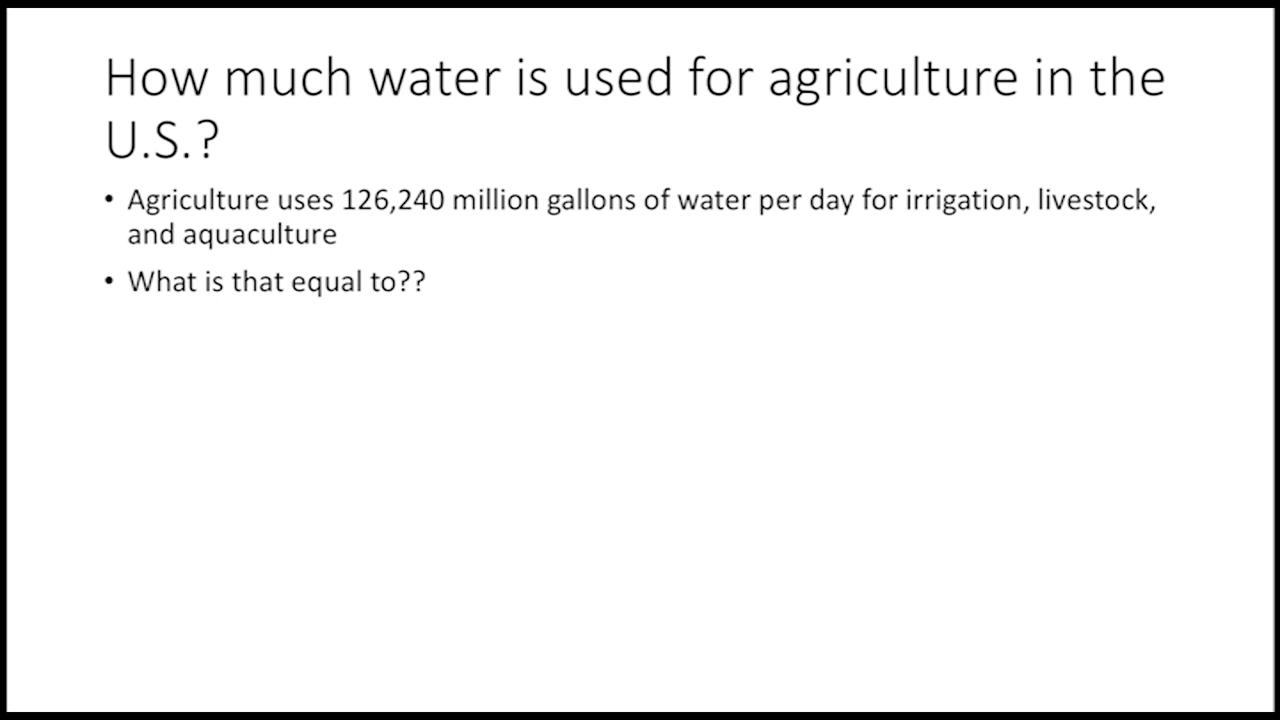 How much water is used for agriculture in the
U.S.?
• Agriculture uses 126,240 million gallons of water per day for irrigation, livestock,
and aquaculture
• What is that equal to??